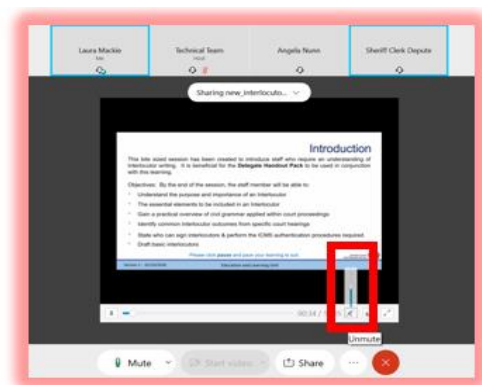 Laura Mackie Technical Team Angela Nunn Sheriff Clerk Depute
Me Host
Sharing new_interlocuto...
Introduction
This bite sized session has been created to introduce staff who require an understanding of
interlocutor writing. It is beneficial for the Delegate Handout Pack to be used in conjunction
with this learning.
Objectives: By the end of the session, the staff member will be able to:
Understand the purpose and importance of an Interlocutor
The essential elements to be included in an Interlocutor
Gain a practical overview of civil grammar applied within court proceedings
Identify common interlocutor outcomes from specific court hearings
State who can sign interlocutors & perform the ICMS authentication procedures required
Draft basic interlocutors
Please click pause and pace your learning to suit.
Education and Learning Unit
00:34 /
Unmute
Mute Start video Share